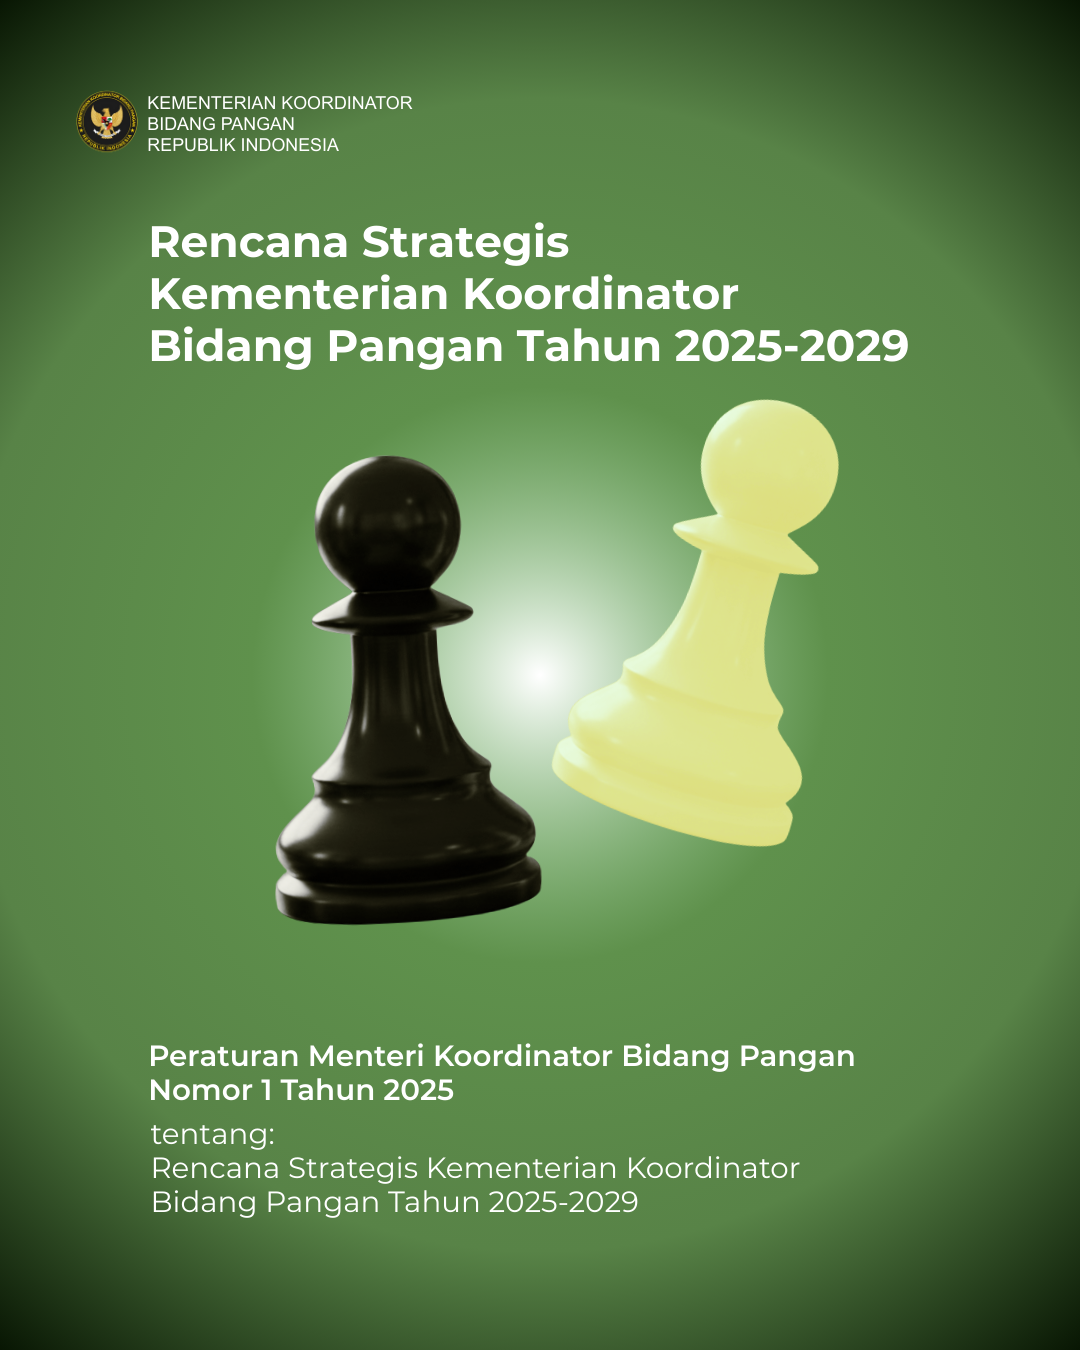 KEMENTERIAN KOORDINATOR
BIDANG PANGAN
REPUBLIK INDONESIA
Rencana Strategis
Kementerian Koordinator
Bidang Pangan Tahun 2025-2029
Peraturan Menteri Koordinator Bidang Pangan
Nomor 1 Tahun 2025
tentang:
Rencana Strategis Kementerian Koordinator
Bidang Pangan Tahun 2025-2029